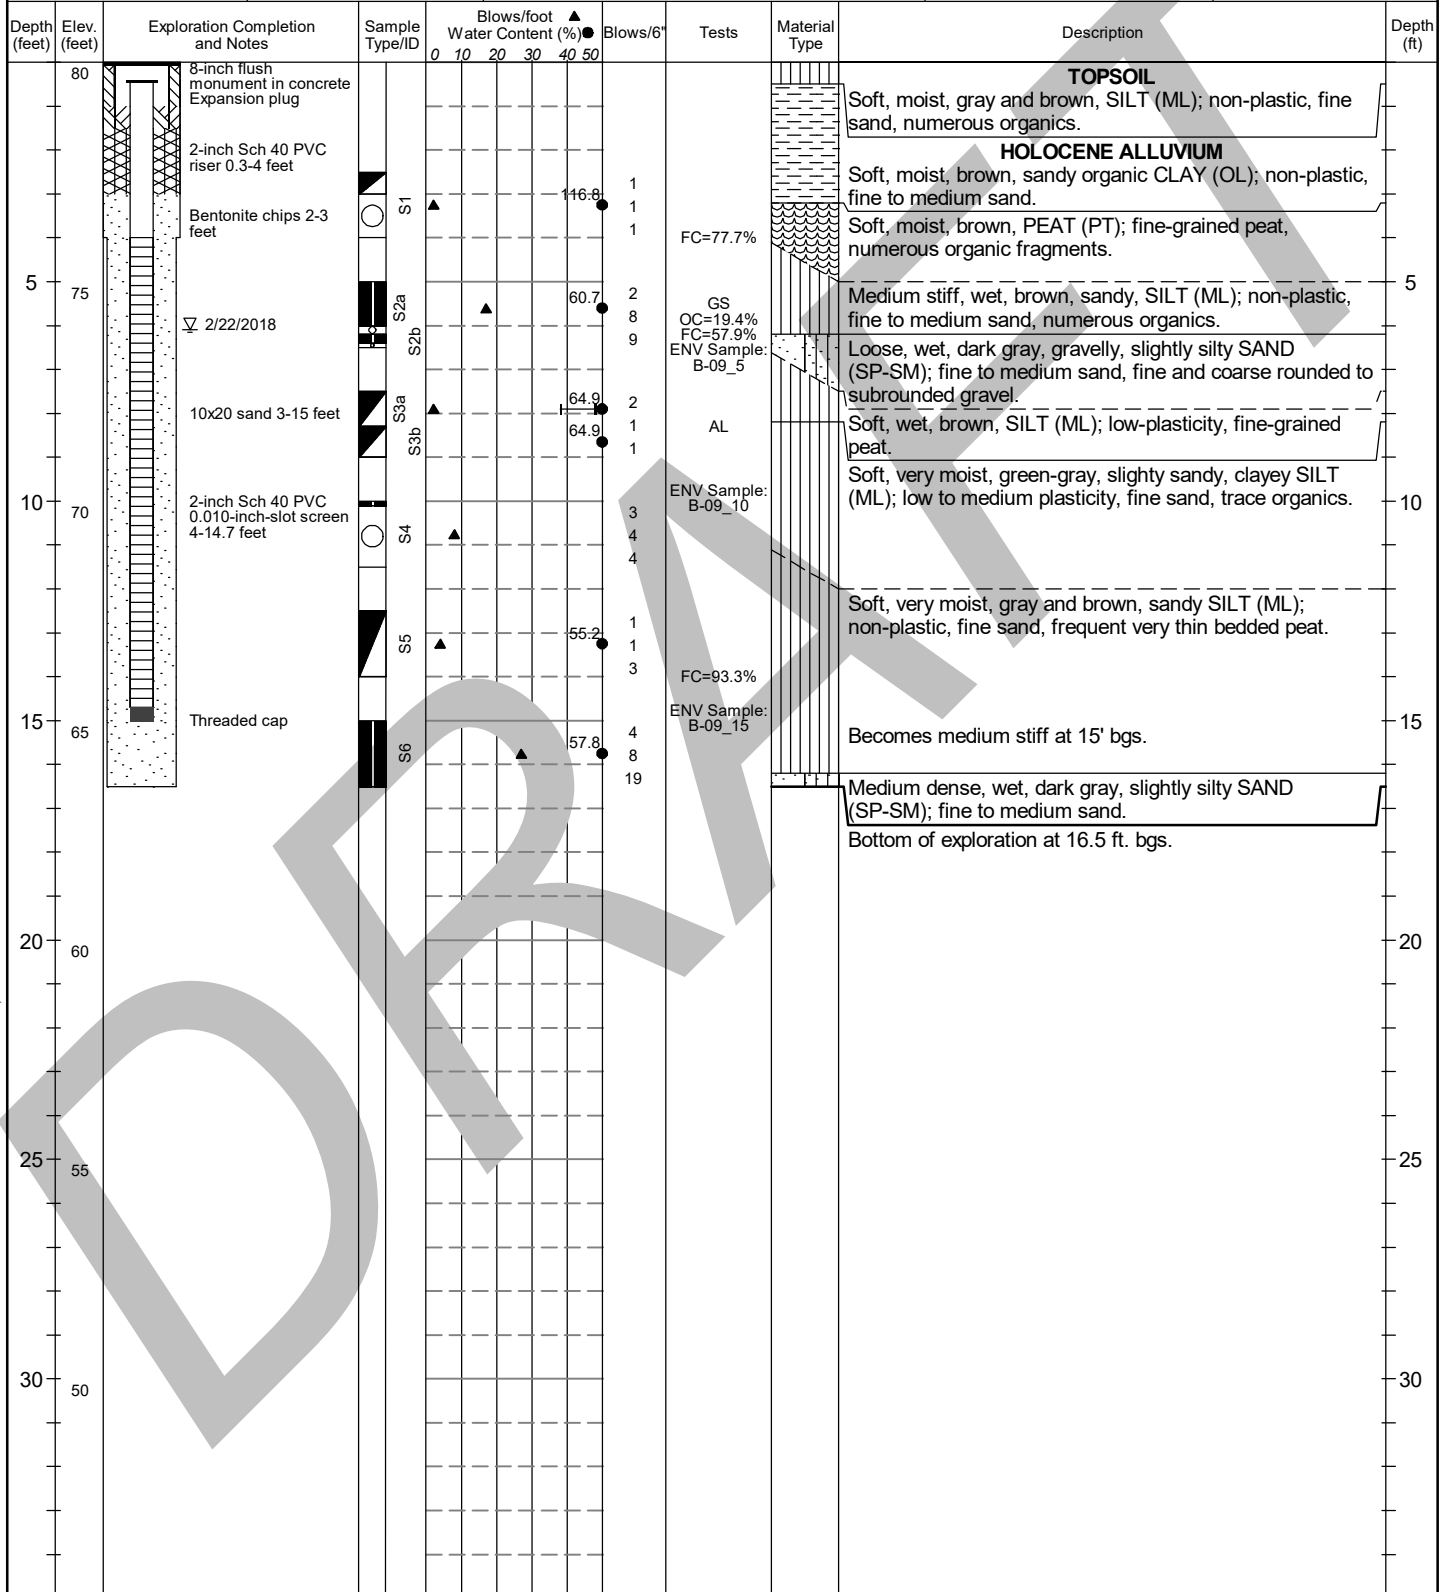 Depth
(feet)
Elev.
(feet)
Exploration Completion
and Notes
Sample
Type/ID
Blows/foot ▲
Water Content (%)●
0 10 20 30 40 50
Blows/6"
Tests
Material
Type
Description
Depth
(ft)
80
75
70
65
60
55
50
5
10
15
20
25
30
8-inch flush
monument in concrete
Expansion plug
2-inch Sch 40 PVC
riser 0.3-4 feet
Bentonite chips 2-3
feet
2/22/2018
10x20 sand 3-15 feet
2-inch Sch 40 PVC
0.010-inch-slot screen
4-14.7 feet
Threaded cap
S1
S2a
S2b
S3a
S3b
S4
S5
S6
116.8
60.7
64.9
64.9
55.2
57.8
1
1
1
2
8
9
2
1
1
3
4
4
1
1
3
4
8
19
FC=77.7%
GS
OC=19.4%
FC=57.9%
ENV Sample:
B-09_5
AL
ENV Sample:
B-09_10
FC=93.3%
ENV Sample:
B-09_15
TOPSOIL
Soft, moist, gray and brown, SILT (ML); non-plastic, fine
sand, numerous organics.
HOLOCENE ALLUVIUM
Soft, moist, brown, sandy organic CLAY (OL); non-plastic,
fine to medium sand.
Soft, moist, brown, PEAT (PT); fine-grained peat,
numerous organic fragments.
Medium stiff, wet, brown, sandy, SILT (ML); non-plastic,
fine to medium sand, numerous organics.
Loose, wet, dark gray, gravelly, slightly silty SAND
(SP-SM); fine to medium sand, fine and coarse rounded to
subrounded gravel.
Soft, wet, brown, SILT (ML); low-plasticity, fine-grained
peat.
Soft, very moist, green-gray, slighty sandy, clayey SILT
(ML); low to medium plasticity, fine sand, trace organics.
Soft, very moist, gray and brown, sandy SILT (ML);
non-plastic, fine sand, frequent very thin bedded peat.
Becomes medium stiff at 15' bgs.
Medium dense, wet, dark gray, slightly silty SAND
(SP-SM); fine to medium sand.
Bottom of exploration at 16.5 ft. bgs.
5
10
15
20
25
30
DRAFT